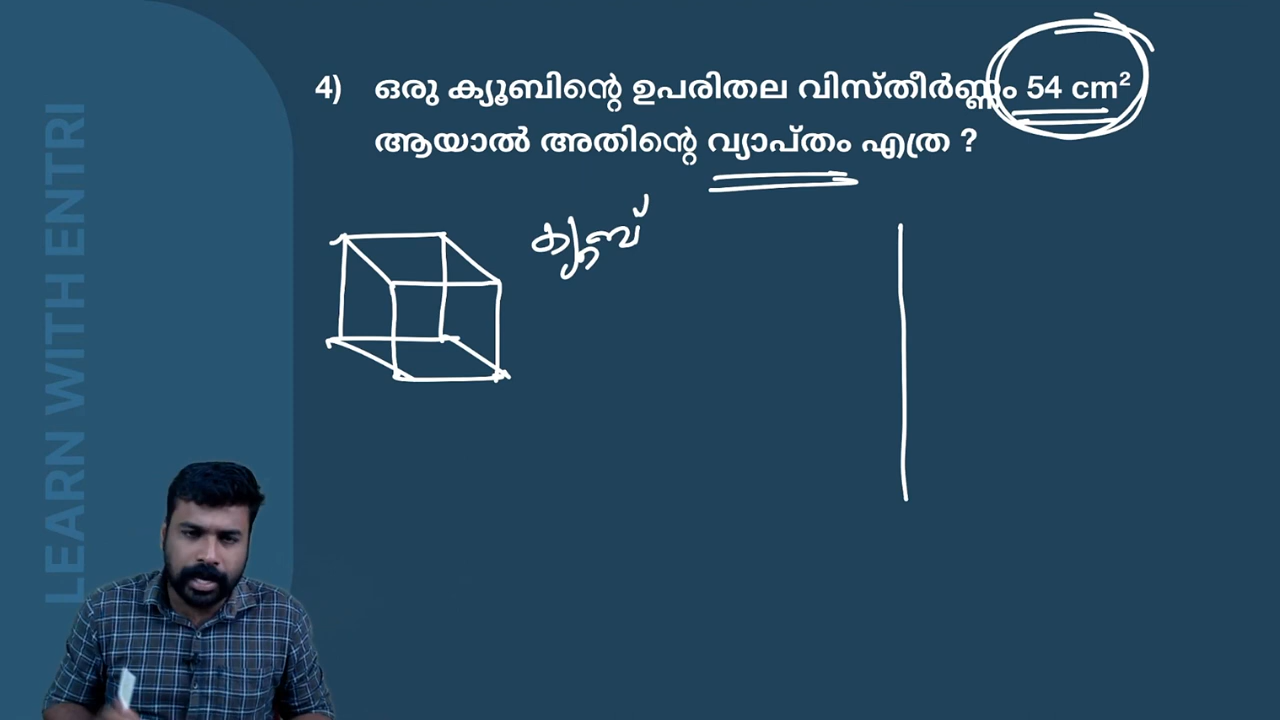 4) ഒരു ക്യൂബിന്റെ ഉപരിതല വിസ്തീർണ്ണം 54 cm²
ആയാൽ അതിന്റെ വ്യാപ്തം എത്ര ?
ക്യൂബ്
LEARN WITH ENTRI